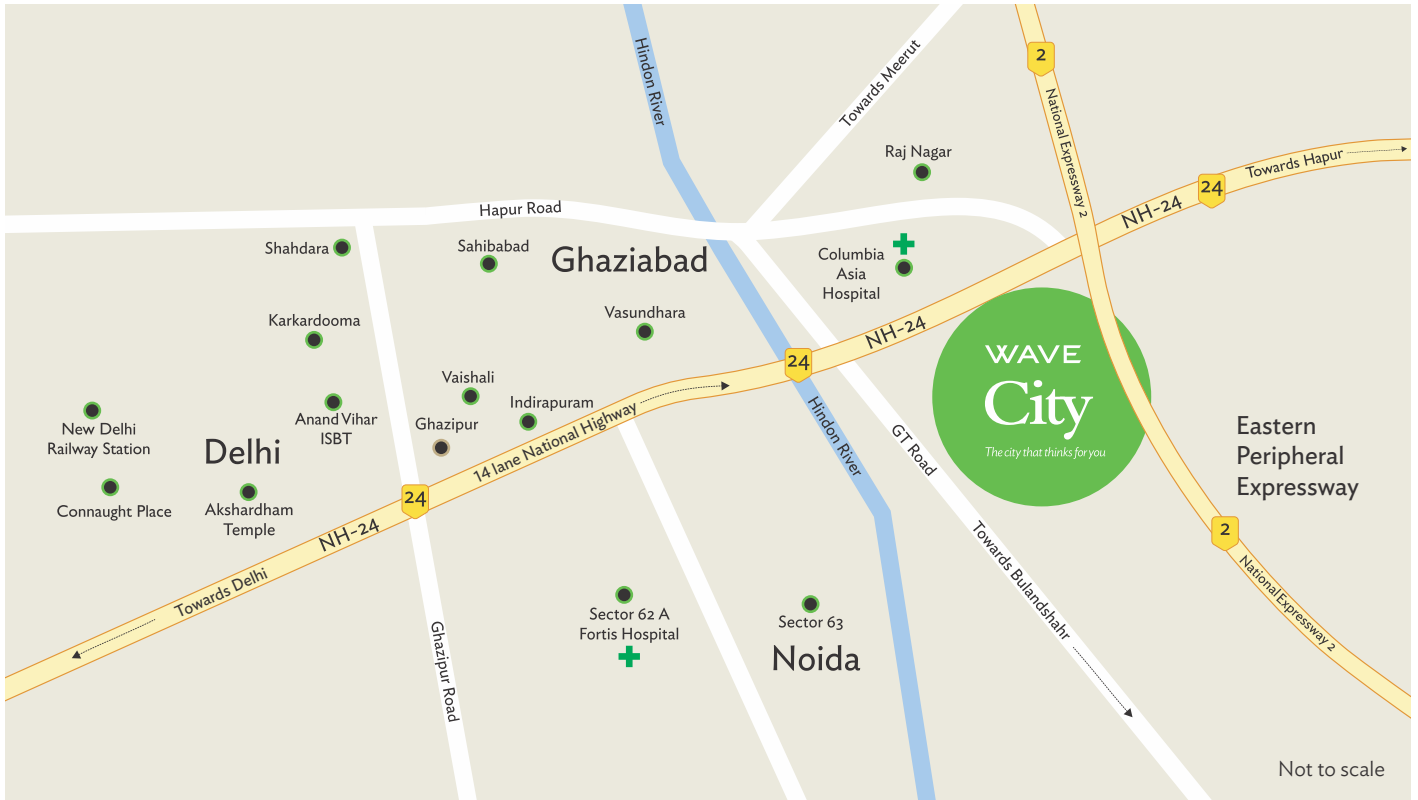 Hindon River
Towards Meerut
2
National Expressway 2
Raj Nagar
24
Towards Hapur
NH-24
Hapur Road
Shahdara
Sahibabad
Ghaziabad
Columbia
Asia
Hospital
Karkardooma
Vasundhara
NH-24
24
WAVE
City
The city that thinks for you
Vaishali
Indirapuram
14 lane National Highway
Ghazipur
Anand Vihar
ISBT
New Delhi
Railway Station
Delhi
Connaught Place
Akshardham
Temple
24
NH-24
Towards Delhi
Hindon River
GT Road
Eastern
Peripheral
Expressway
2
National Expressway 2
Towards Bulandshahr
Ghazipur Road
Sector 62 A
Fortis Hospital
Sector 63
Noida
Not to scale